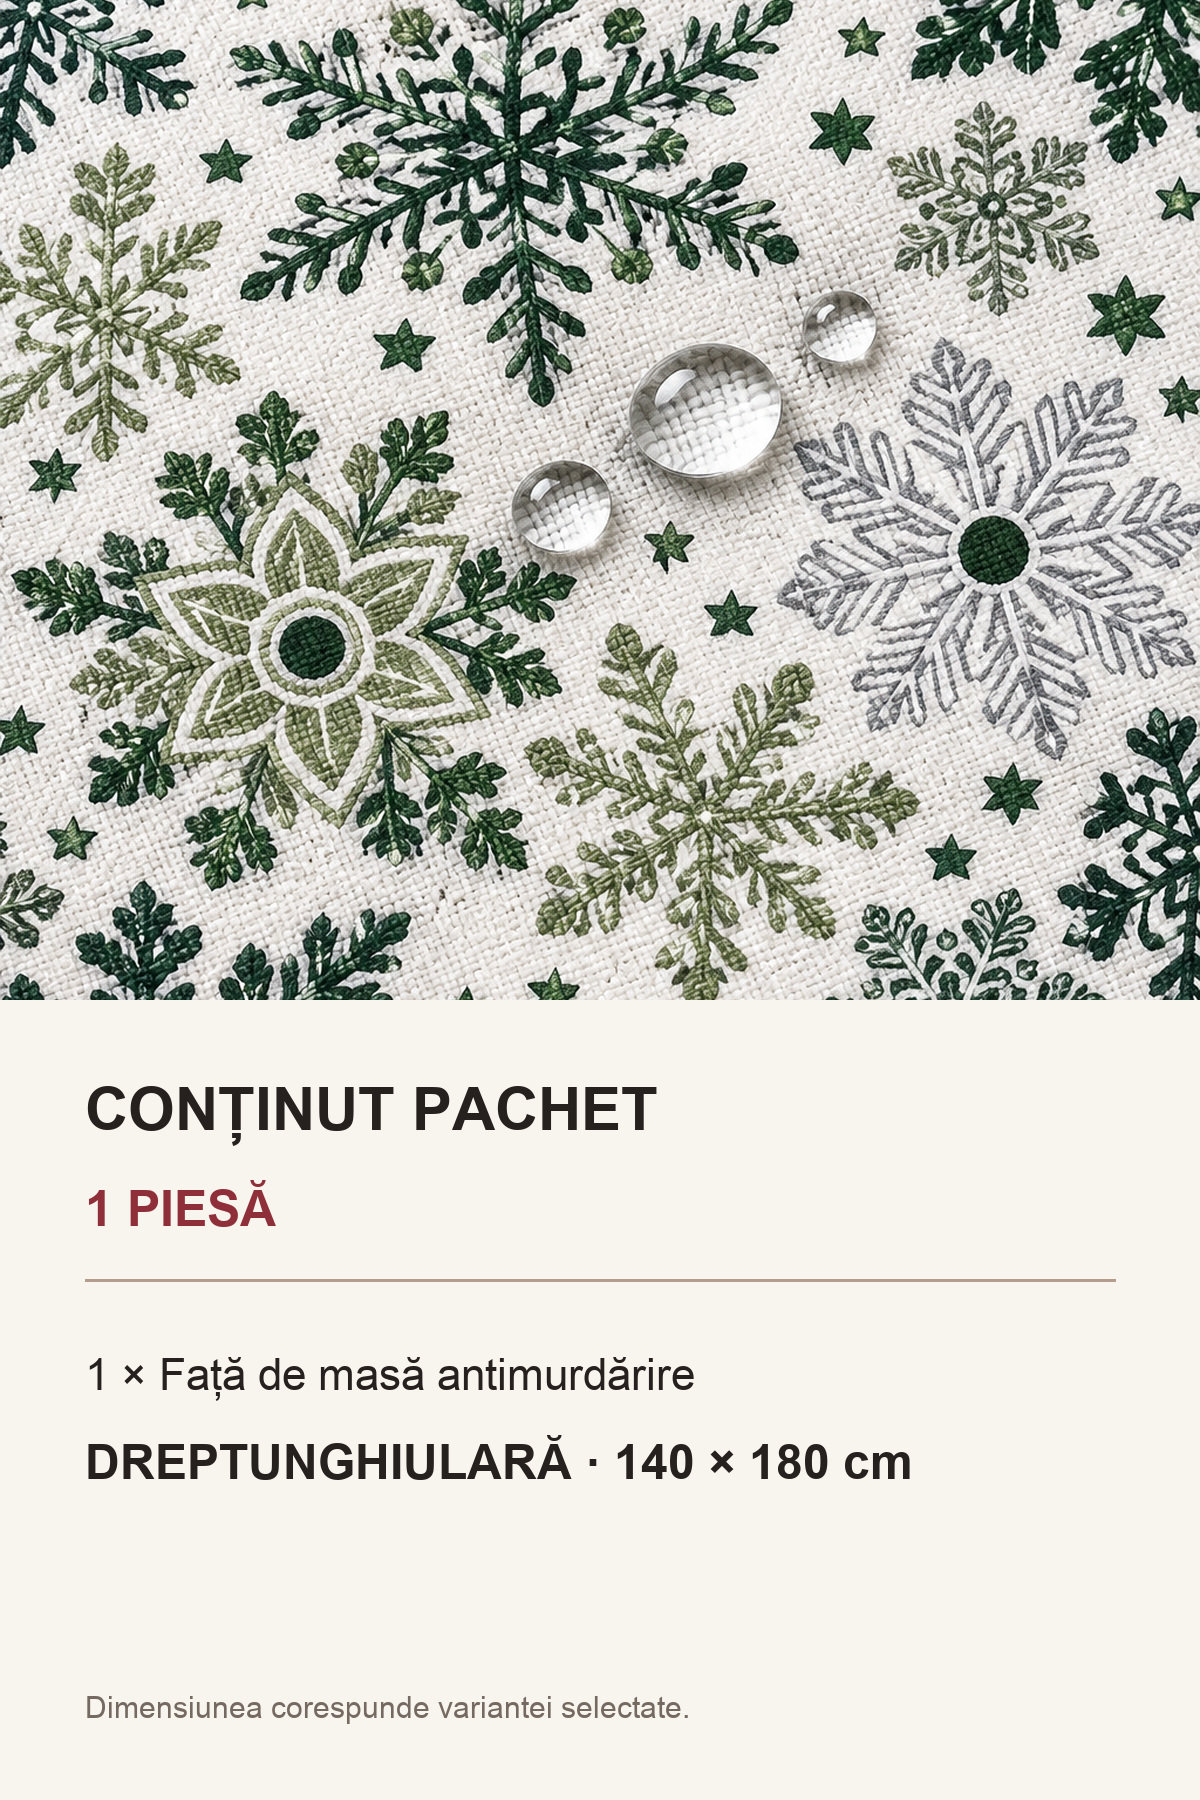 CONȚINUT PACHET
1 PIESĂ
1 × Față de masă antimurdărire
DREPTUNGHIULARĂ · 140 × 180 cm
Dimensiunea corespunde variantei selectate.